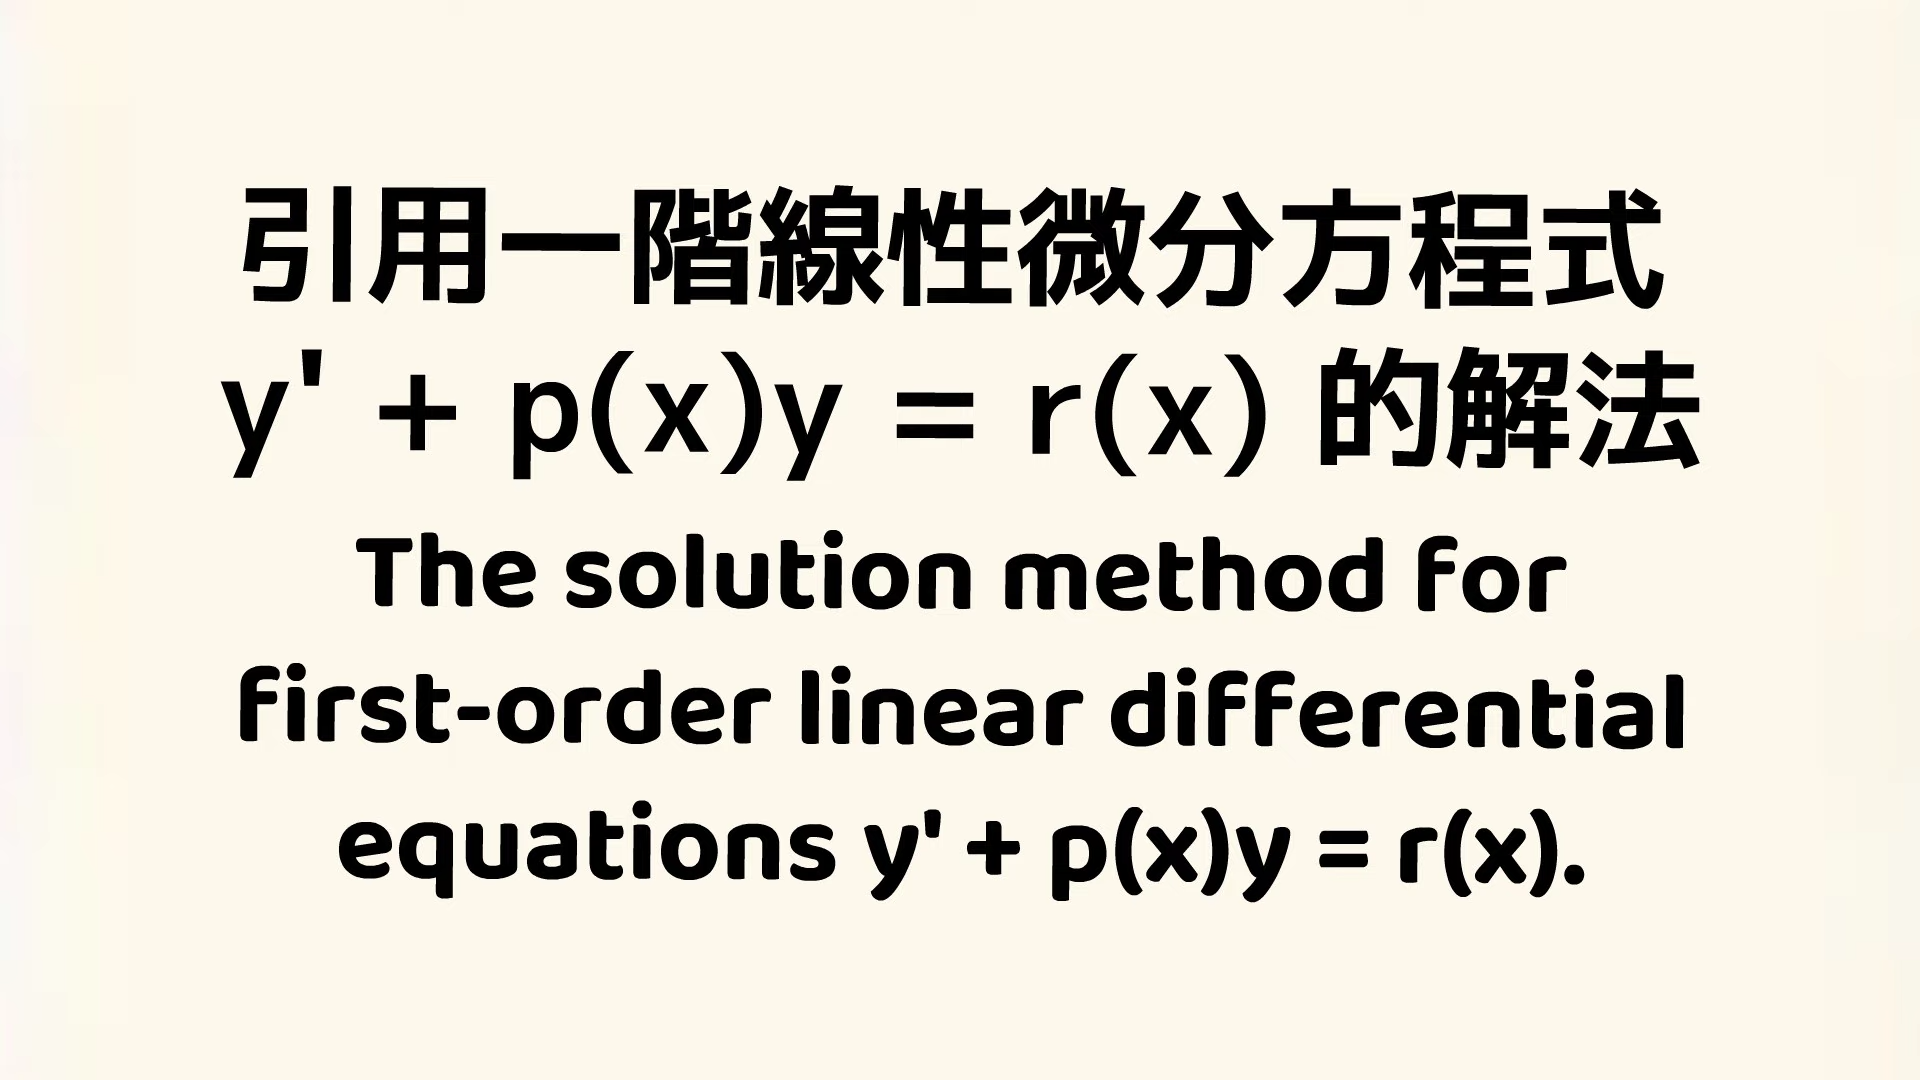 引用一階線性微分方程式
y' + p(x)y = r(x) 的解法
The solution method for
first-order linear differential
equations y' + p(x)y = r(x).